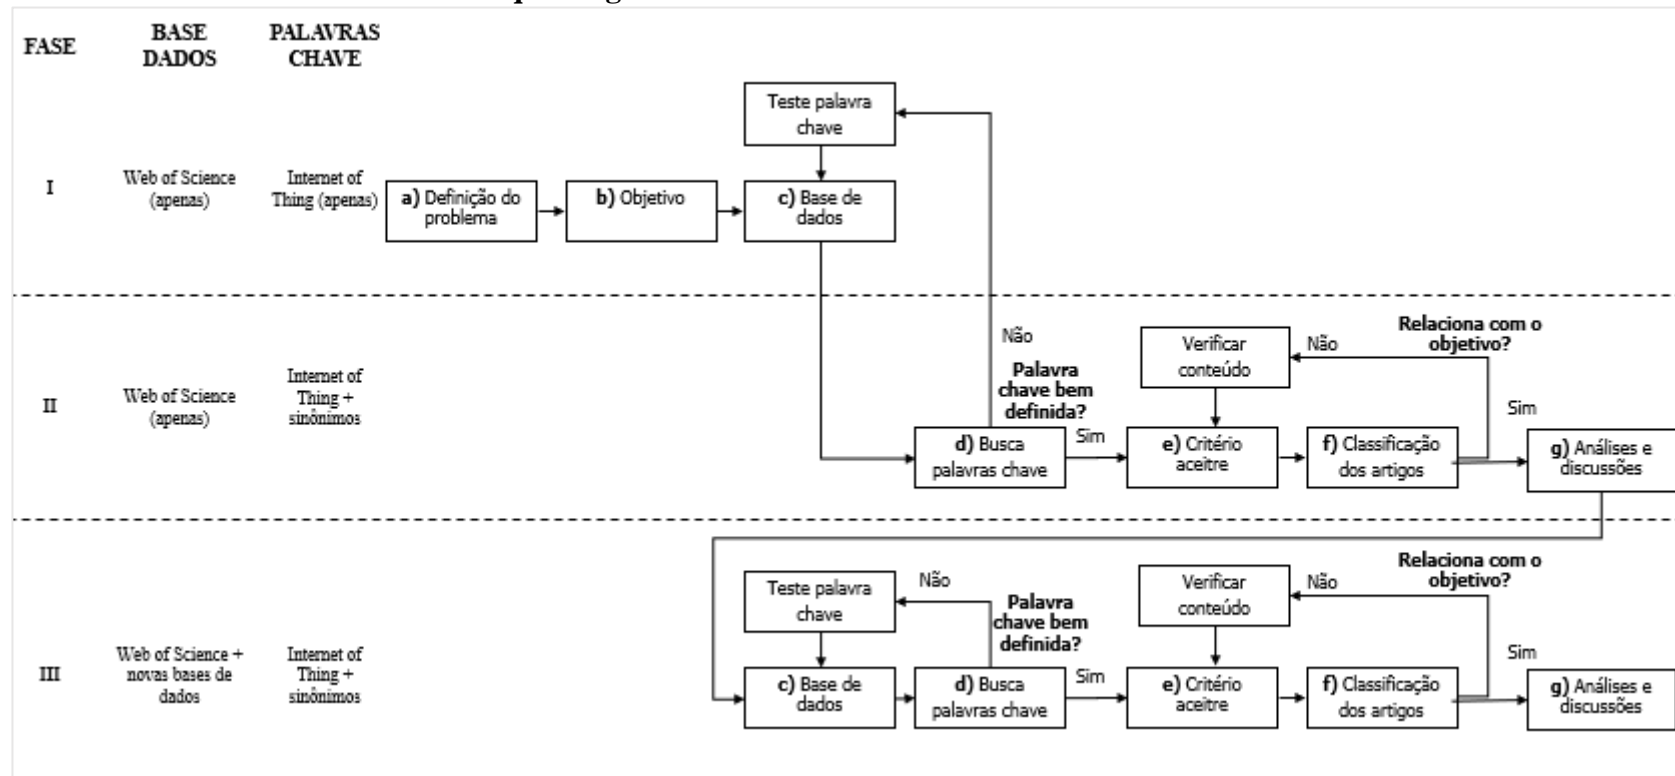 FASE
BASE
DADOS
PALAVRAS
CHAVE
I
Web of Science
(apenas)
Internet of
Thing (apenas)
Teste palavra
chave
a) Definição do
problema
b) Objetivo
c) Base de
dados
II
Web of Science
(apenas)
Internet of
Thing +
sinônimos
Não
Palavra
chave bem
definida?
d) Busca
palavras chave
Sim
Verificar
conteúdo
Não
Relaciona com o
objetivo?
e) Critério
aceitre
f) Classificação
dos artigos
Sim
g) Análises e
discussões
III
Web of Science +
novas bases de
dados
Internet of
Thing +
sinônimos
Teste palavra
chave
Não
Palavra
chave bem
definida?
c) Base de
dados
d) Busca
palavras chave
Sim
Verificar
conteúdo
Não
Relaciona com o
objetivo?
e) Critério
aceitre
f) Classificação
dos artigos
Sim
g) Análises e
discussões